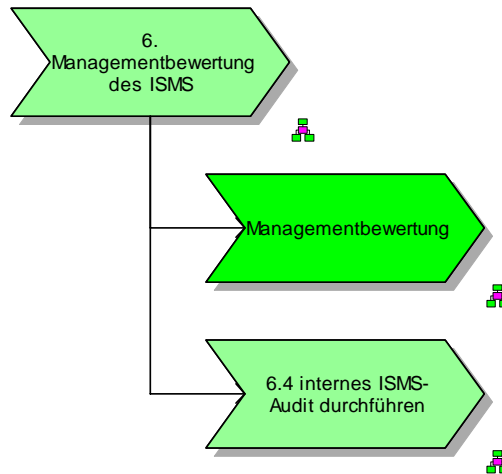 6.
Managementbewertung
des ISMS
Managementbewertung
6.4 internes ISMS-
Audit durchführen